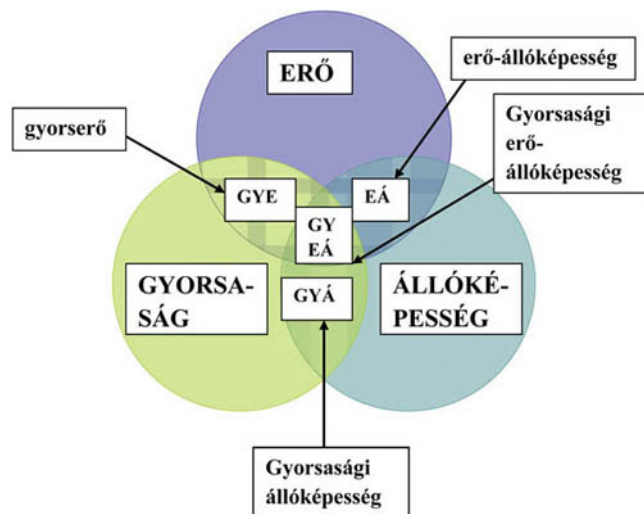 ERŐ
erő-állóképesség
gyorserő
Gyorsasági
erő-
állóképesség
GYE
EÁ
GY
EÁ
GYORSA-
SÁG
GYÁ
ÁLLÓKÉ-
PESSÉG
Gyorsasági
állóképesség